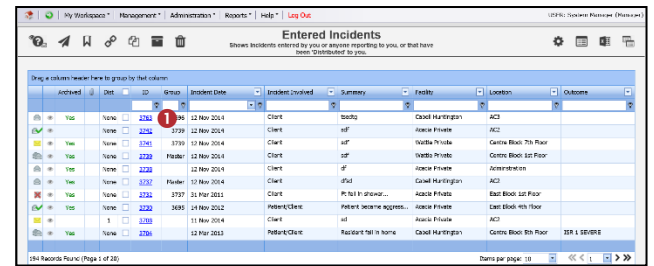 My Workspace Management Administration Reports Help Log Out
USER: System Manager (Manager)
Entered Incidents
Shows incidents entered by you or anyone reporting to you, or that have been 'Distributed' to you.
Drag a column header here to group by that column
Archived Dist ID Group Incident Date Incident Involved Summary Facility Location Outcome
Yes None 3763 1 96 12 Nov 2014 Client tsedtg Cabell Huntington AC3
None 3742 3739 12 Nov 2014 Client sdf Acacia Private
Yes None 3741 3739 12 Nov 2014 Client sdf Wattle Private Centre Block 7th Floor
Yes None 3739 Master 12 Nov 2014 Client sdf Wattle Private Centre Block 1st Floor
None 3738 12 Nov 2014 Client df Acacia Private Administration
Yes None 3737 Master 12 Nov 2014 Client dfsd Cabell Huntington AC2
Yes None 3732 3737 31 Mar 2011 Client Pt fell in shower... Acacia Private East Block 1st Floor
Yes None 3730 3695 14 Nov 2012 Patient/Client Patient became aggress... Acacia Private East Block 4th Floor
1 3708 11 Nov 2014 Client sd Acacia Private AC2
Yes None 3704 12 Mar 2013 Patient/Client Resident fall in home Cabell Huntington Centre Block 5th Floor ISR 1 SEVERE
194 Records Found (Page 1 of 20) Items per page: 10 1